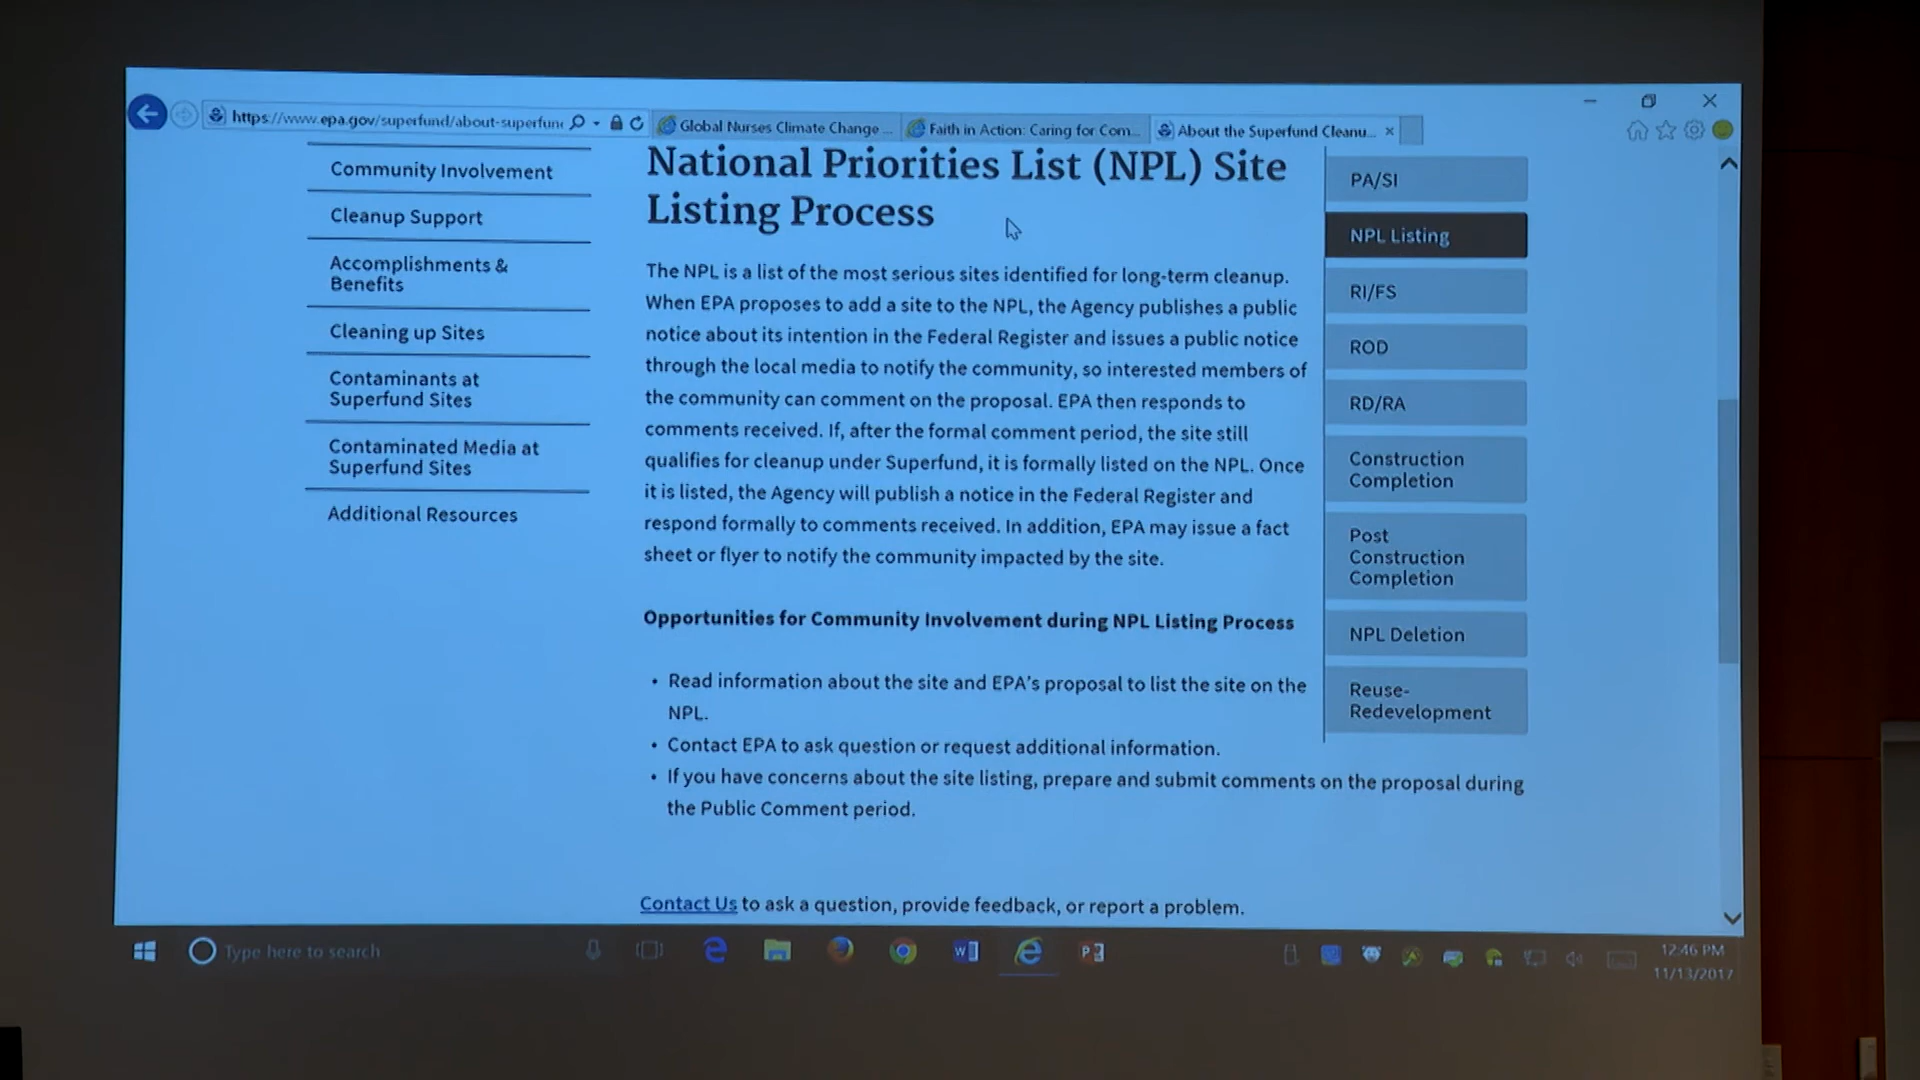 https://www.epa.gov/superfund/about-superfund
Global Nurses Climate Change ...
Faith in Action: Caring for Com...
About the Superfund Cleanu...
Community Involvement
Cleanup Support
Accomplishments &
Benefits
Cleaning up Sites
Contaminants at
Superfund Sites
Contaminated Media at
Superfund Sites
Additional Resources
National Priorities List (NPL) Site
Listing Process
The NPL is a list of the most serious sites identified for long-term cleanup.
When EPA proposes to add a site to the NPL, the Agency publishes a public
notice about its intention in the Federal Register and issues a public notice
through the local media to notify the community, so interested members of
the community can comment on the proposal. EPA then responds to
comments received. If, after the formal comment period, the site still
qualifies for cleanup under Superfund, it is formally listed on the NPL. Once
it is listed, the Agency will publish a notice in the Federal Register and
respond formally to comments received. In addition, EPA may issue a fact
sheet or flyer to notify the community impacted by the site.
Opportunities for Community Involvement during NPL Listing Process
• Read information about the site and EPA's proposal to list the site on the
NPL.
• Contact EPA to ask question or request additional information.
• If you have concerns about the site listing, prepare and submit comments on the proposal during
the Public Comment period.
Contact Us to ask a question, provide feedback, or report a problem.
PA/SI
NPL Listing
RI/FS
ROD
RD/RA
Construction
Completion
Post
Construction
Completion
NPL Deletion
Reuse-
Redevelopment
Type here to search
12:46 PM
11/13/2017